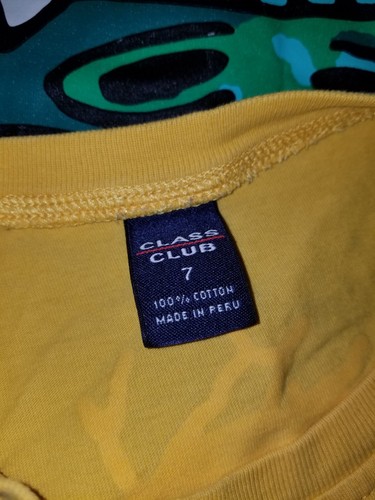 CLASS
CLUB
7
100% COTTON
MADE IN PERU